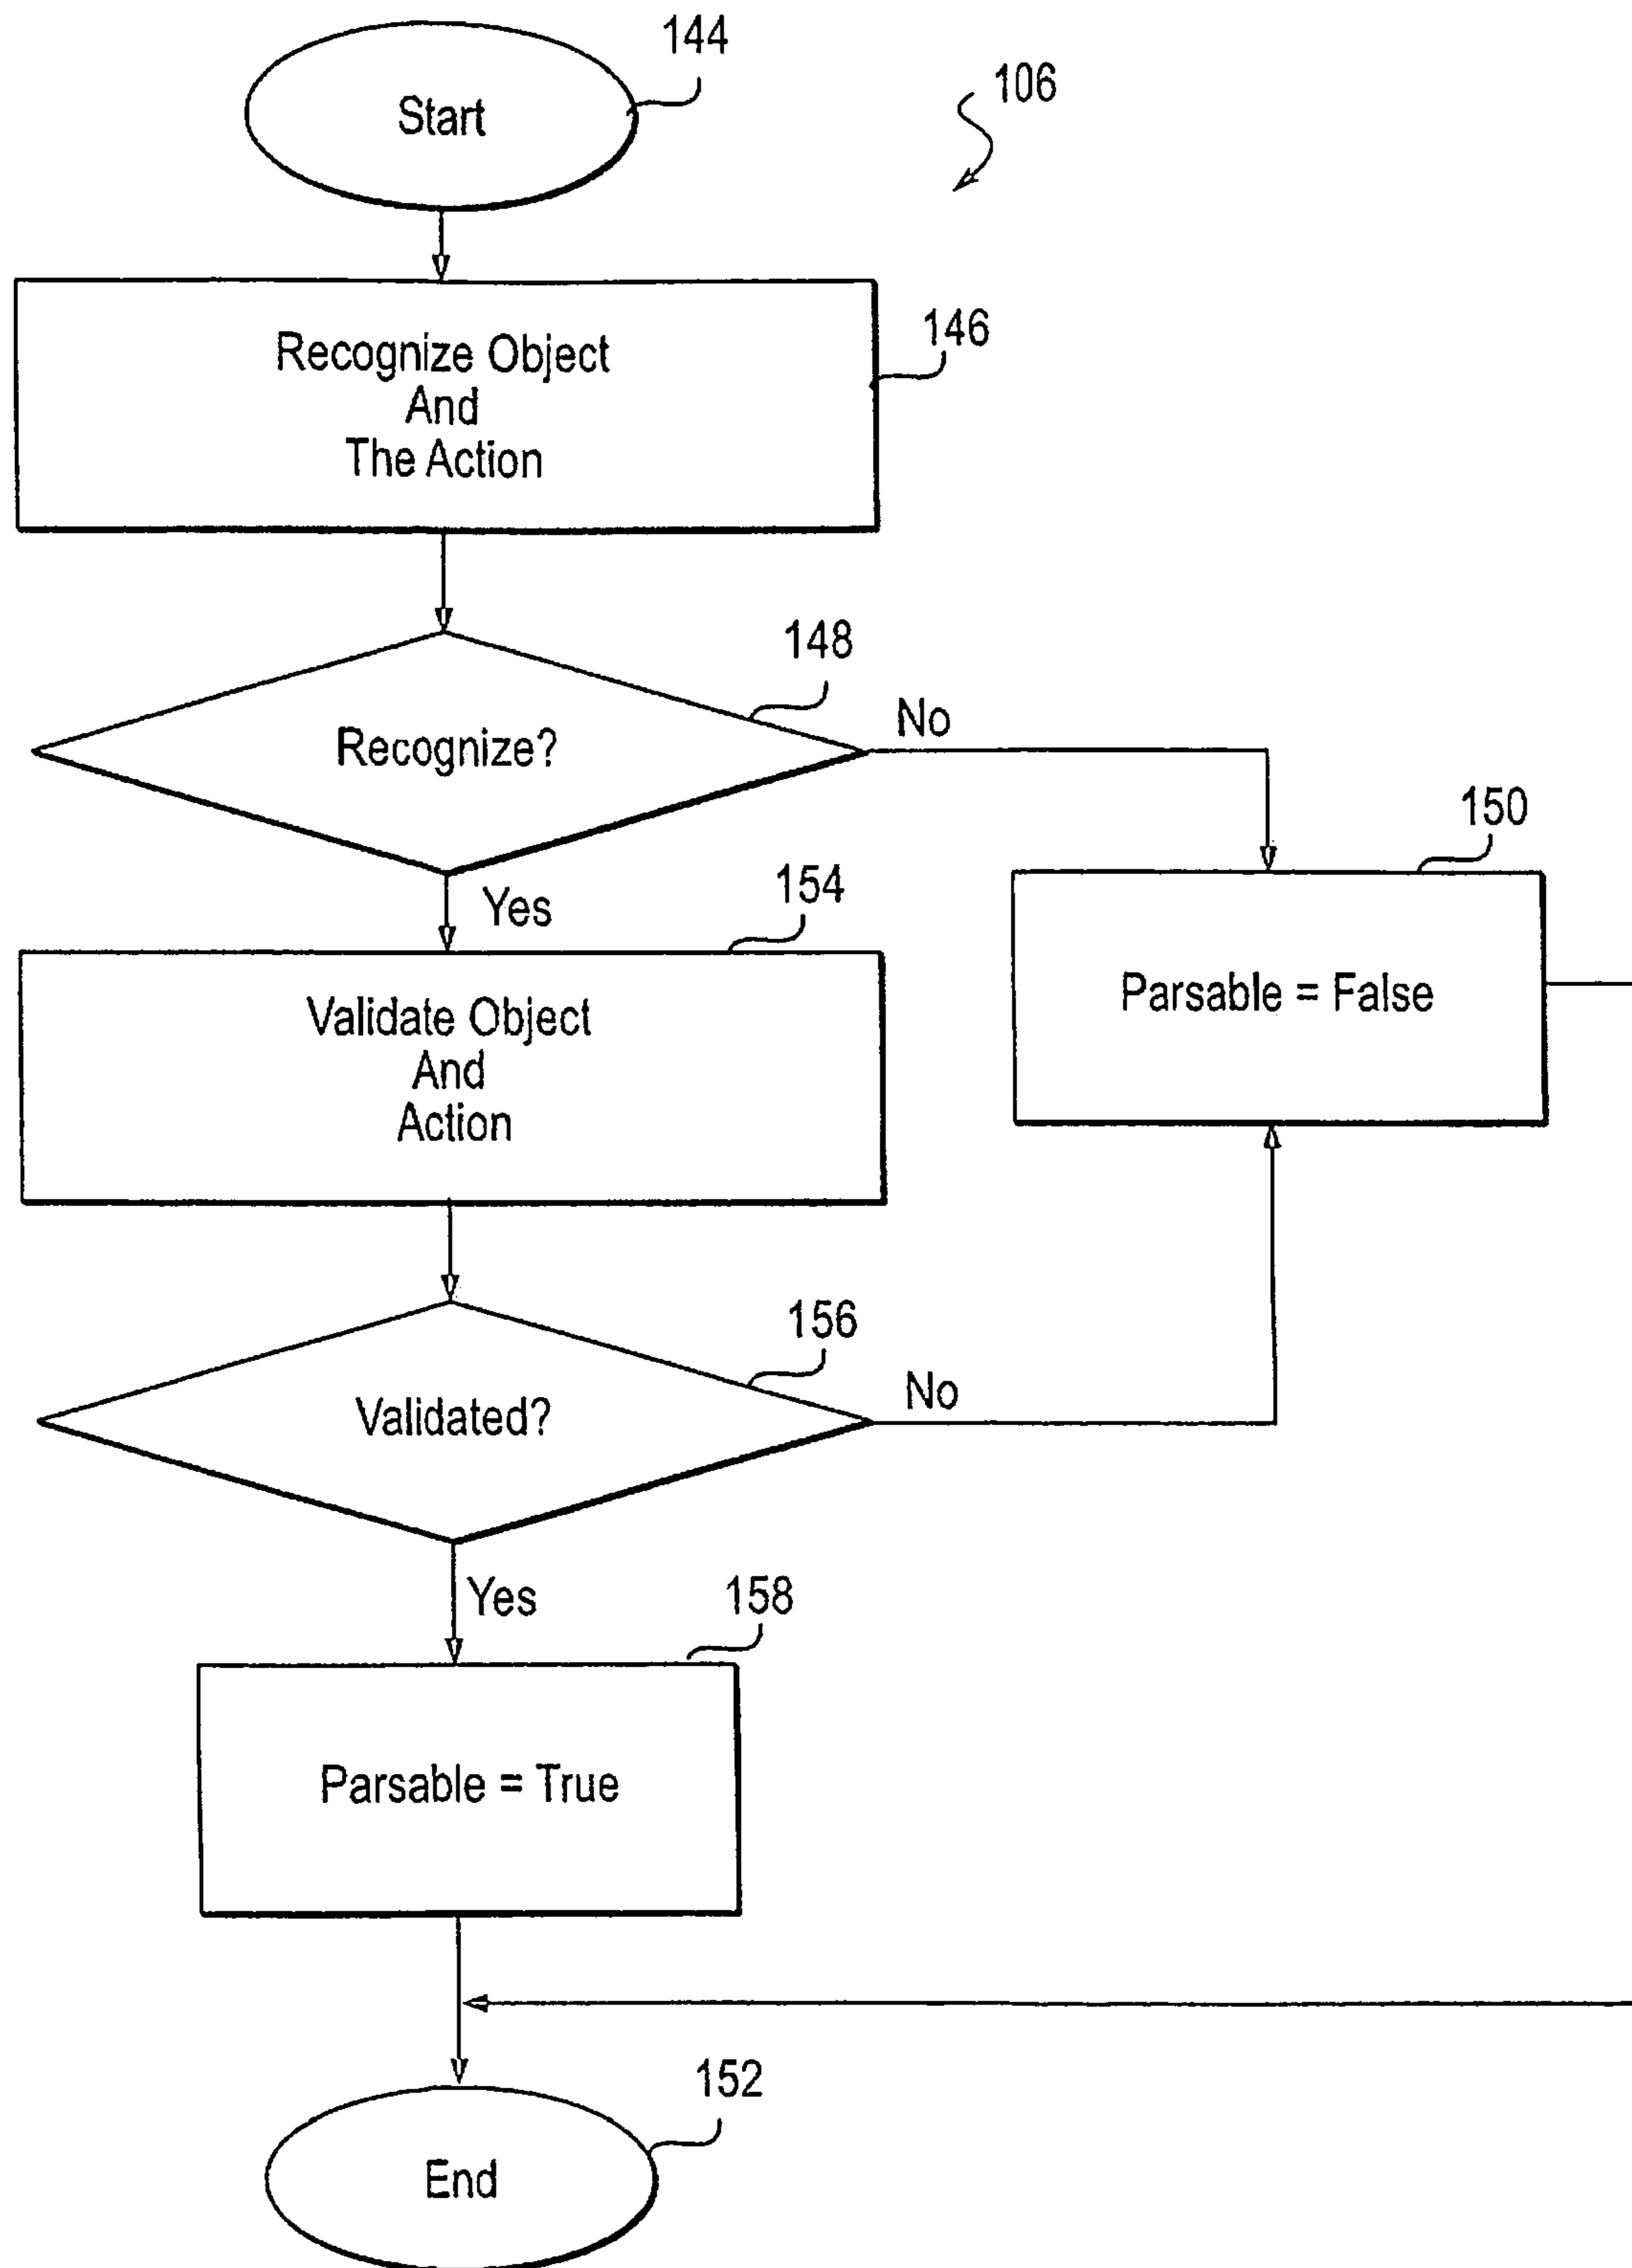 144
Start
106
146
Recognize Object
And
The Action
148
Recognize?
No
150
Yes
154
Parsable = False
Validate Object
And
Action
156
Validated?
No
Yes
158
Parsable = True
152
End